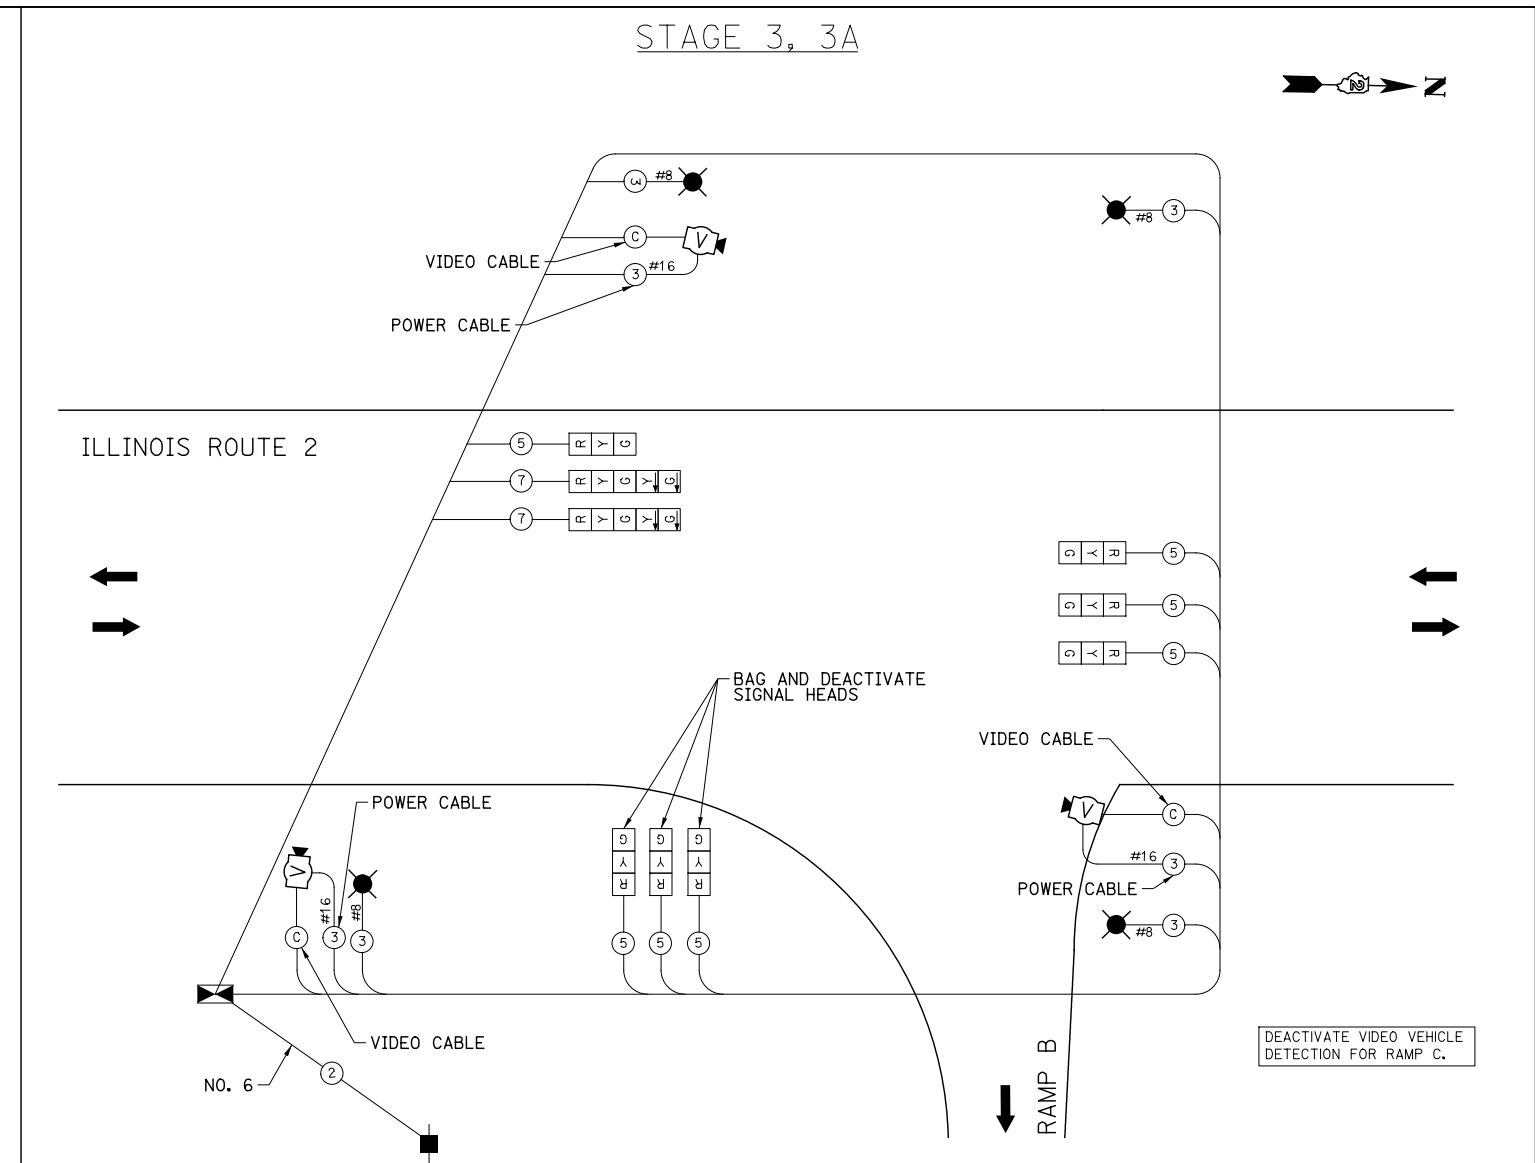 STAGE 3, 3A
2 N
3 #8
#8 3
C V
VIDEO CABLE
3 #16
POWER CABLE
ILLINOIS ROUTE 2
5 R Y G
7 R Y G Y G
7 R Y G Y G
G Y R 5
G Y R 5
G Y R 5
BAG AND DEACTIVATE
SIGNAL HEADS
VIDEO CABLE
POWER CABLE
V C
G G G
Y Y Y
R R R
#16 3
POWER CABLE
V
#16 #8
#8 3
C 3 3
5 5 5
VIDEO CABLE
DEACTIVATE VIDEO VEHICLE
DETECTION FOR RAMP C.
NO. 6
2
RAMP B